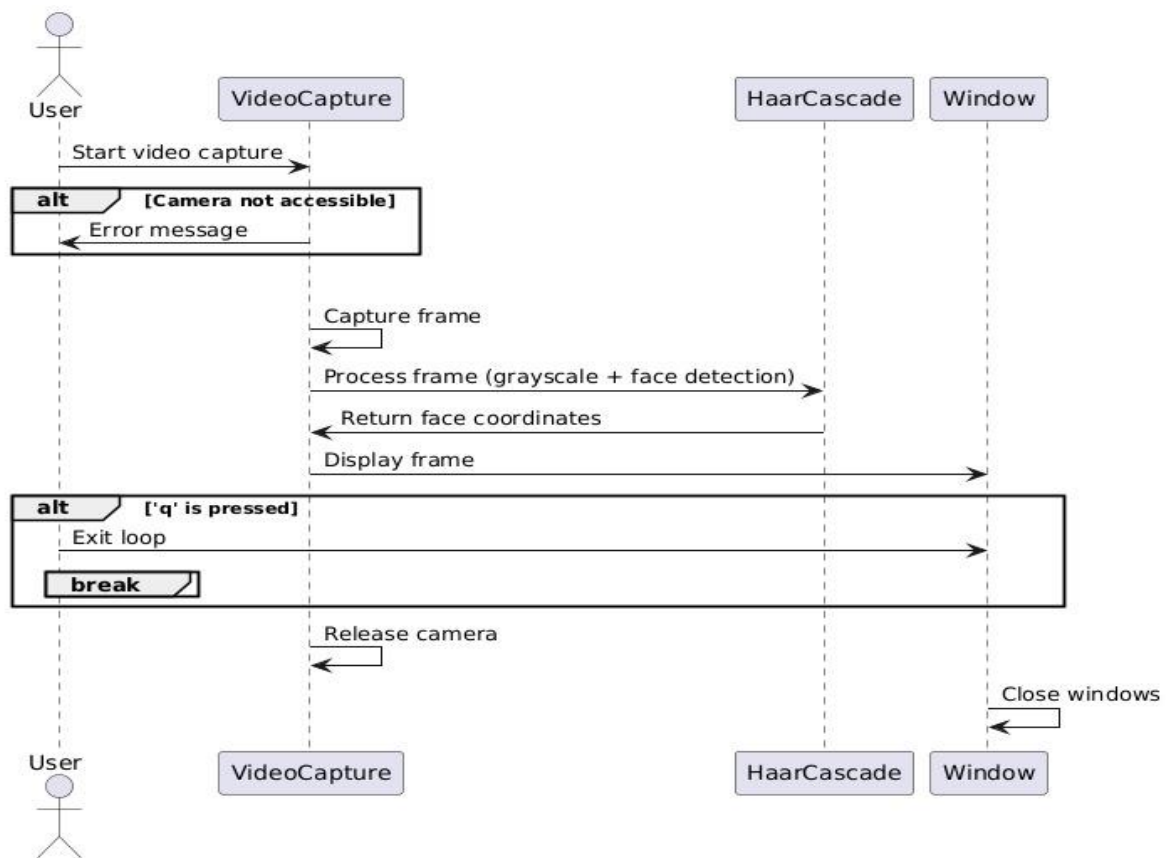 User
VideoCapture
HaarCascade
Window
Start video capture
alt
[Camera not accessible]
Error message
Capture frame
Process frame (grayscale + face detection)
Return face coordinates
Display frame
alt
['q' is pressed]
Exit loop
break
Release camera
Close windows
User
VideoCapture
HaarCascade
Window